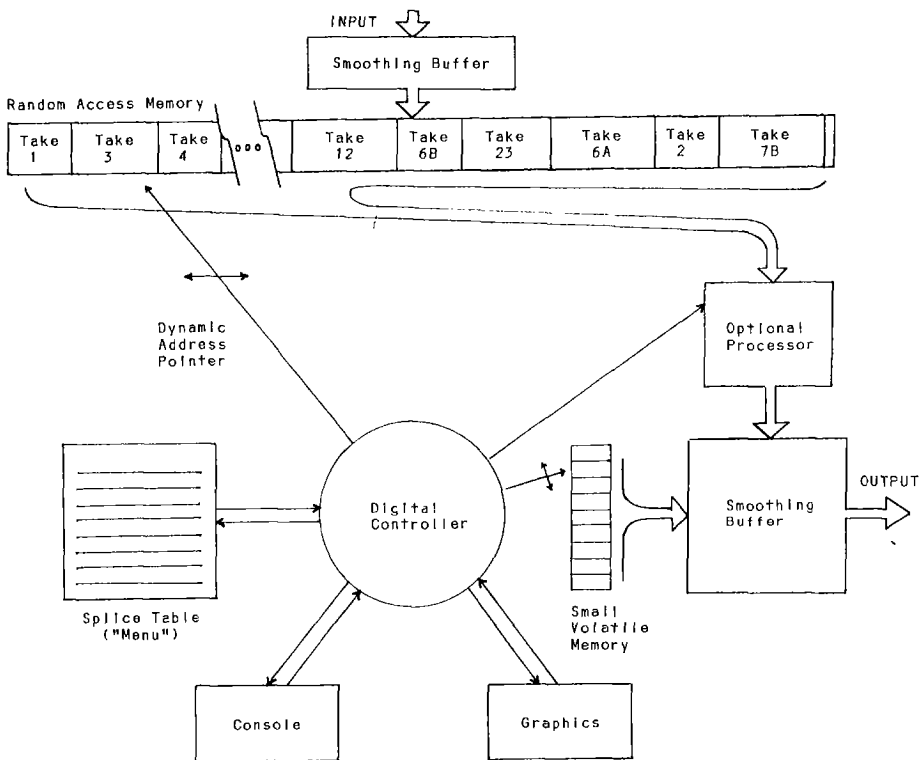 INPUT
Smoothing Buffer
Random Access Memory
Take 1
Take 3
Take 4
ooo
Take 12
Take 6B
Take 23
Take 6A
Take 2
Take 7B
Dynamic
Address
Pointer
Optional
Processor
Digital
Controller
Smoothing
Buffer
OUTPUT
Splice Table
("Menu")
Small
Volatile
Memory
Console
Graphics